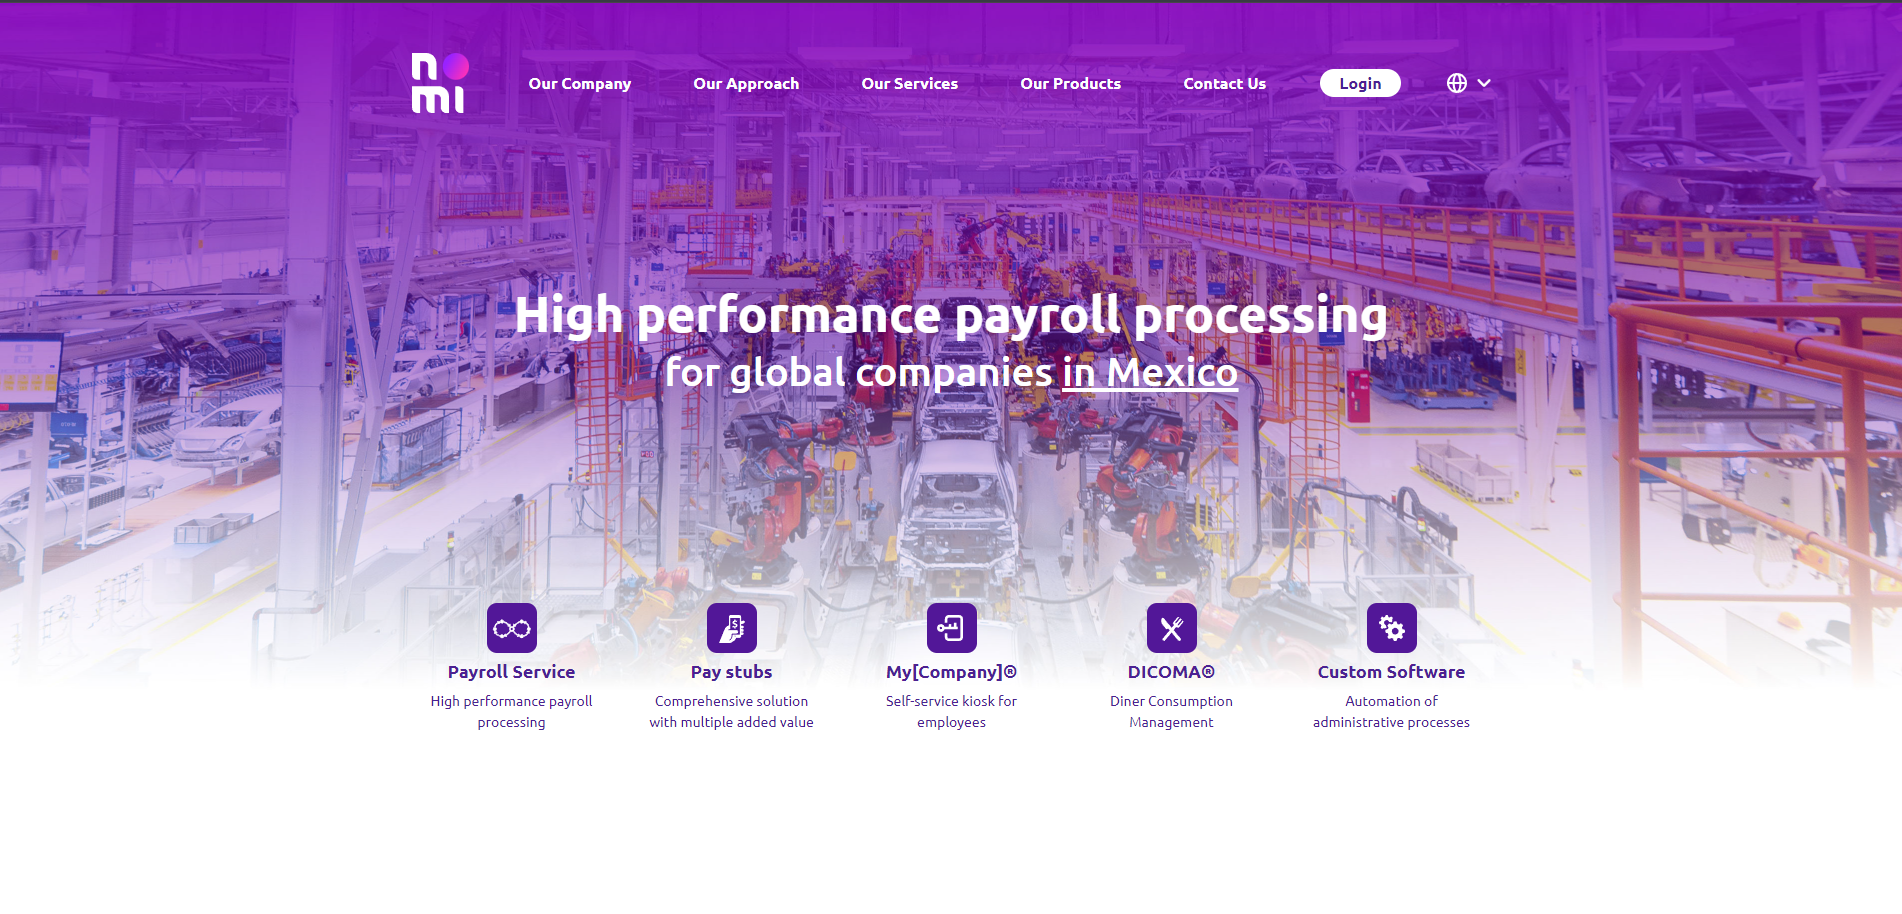 nomi
Our Company
Our Approach
Our Services
Our Products
Contact Us
Login
High performance payroll processing
for global companies in Mexico
Payroll Service
High performance payroll
processing
Pay stubs
Comprehensive solution
with multiple added value
My[Company]®
Self-service kiosk for
employees
DICOMA®
Diner Consumption
Management
Custom Software
Automation of
administrative processes